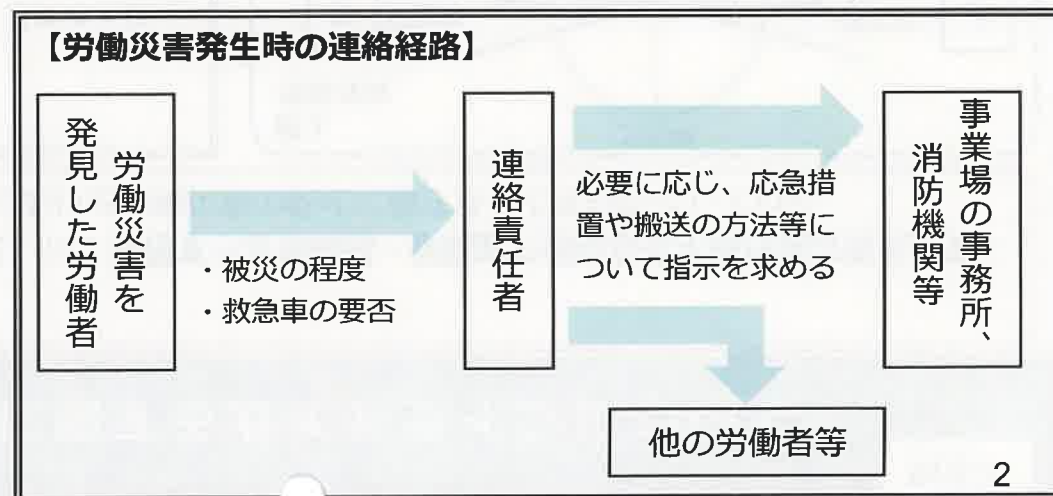 【労働災害発生時の連絡経路】
労働災害を
発見した労働者
・被災の程度
・救急車の要否
連絡責任者
必要に応じ、応急措
置や搬送の方法等に
ついて指示を求める
事業場の事務所、
消防機関等
他の労働者等
2